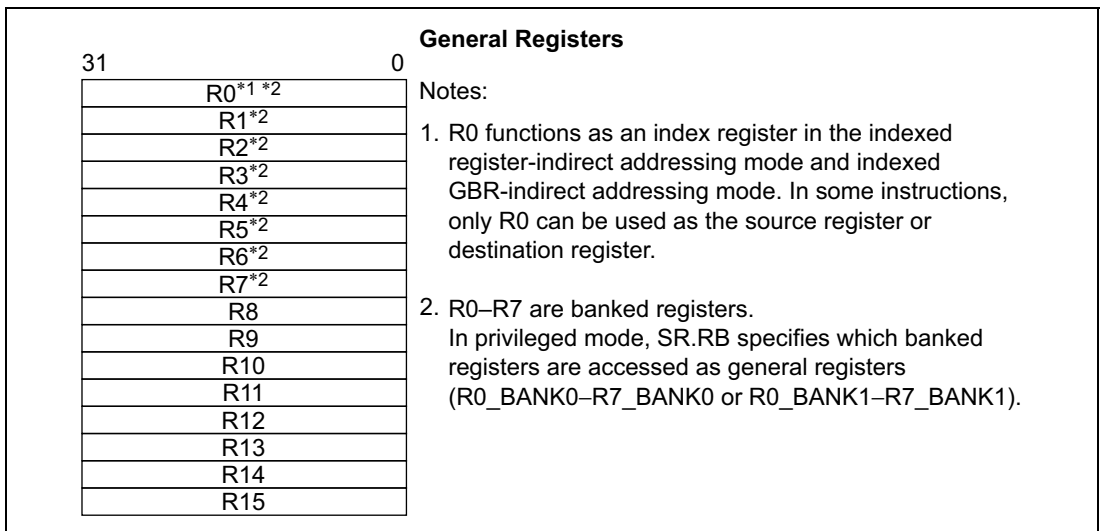 General Registers
31 0
R0*1 *2
R1*2
R2*2
R3*2
R4*2
R5*2
R6*2
R7*2
R8
R9
R10
R11
R12
R13
R14
R15
Notes:
1. R0 functions as an index register in the indexed
register-indirect addressing mode and indexed
GBR-indirect addressing mode. In some instructions,
only R0 can be used as the source register or
destination register.
2. R0–R7 are banked registers.
In privileged mode, SR.RB specifies which banked
registers are accessed as general registers
(R0_BANK0–R7_BANK0 or R0_BANK1–R7_BANK1).